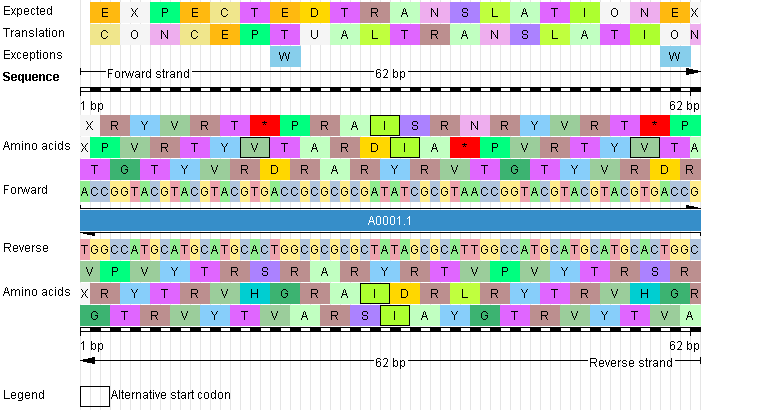 Expected E X P E C T E D T R A N S L A T I O N E X
Translation C O N C E P T U A L T R A N S L A T I O N
Exceptions W W
Sequence Forward strand 62 bp
1 bp 62 bp
X R Y V R T * P R A I S R N R Y V R T * P
Amino acids X P V R T Y V T A R D I A * P V R T Y V T A
T G T Y V R D R A R Y R V T G T Y V R D R
Forward ACCGGTACGTACGTACGTGACCGCGCGCGATATCGCGTAACCGGTACGTACGTACGTGACCG
A0001.1
Reverse TGGCCATGCATGCATGCACTGGCGCGCGCTATAGCGCATTGGCCATGCATGCATGCACTGGC
V P V Y T R S R A R Y R T V P V Y T R S R
Amino acids X R Y T R V H G R A I D R L R Y T R V H G R
G T R V Y T V A R S I A Y G T R V Y T V A
1 bp 62 bp
62 bp Reverse strand
Legend Alternative start codon